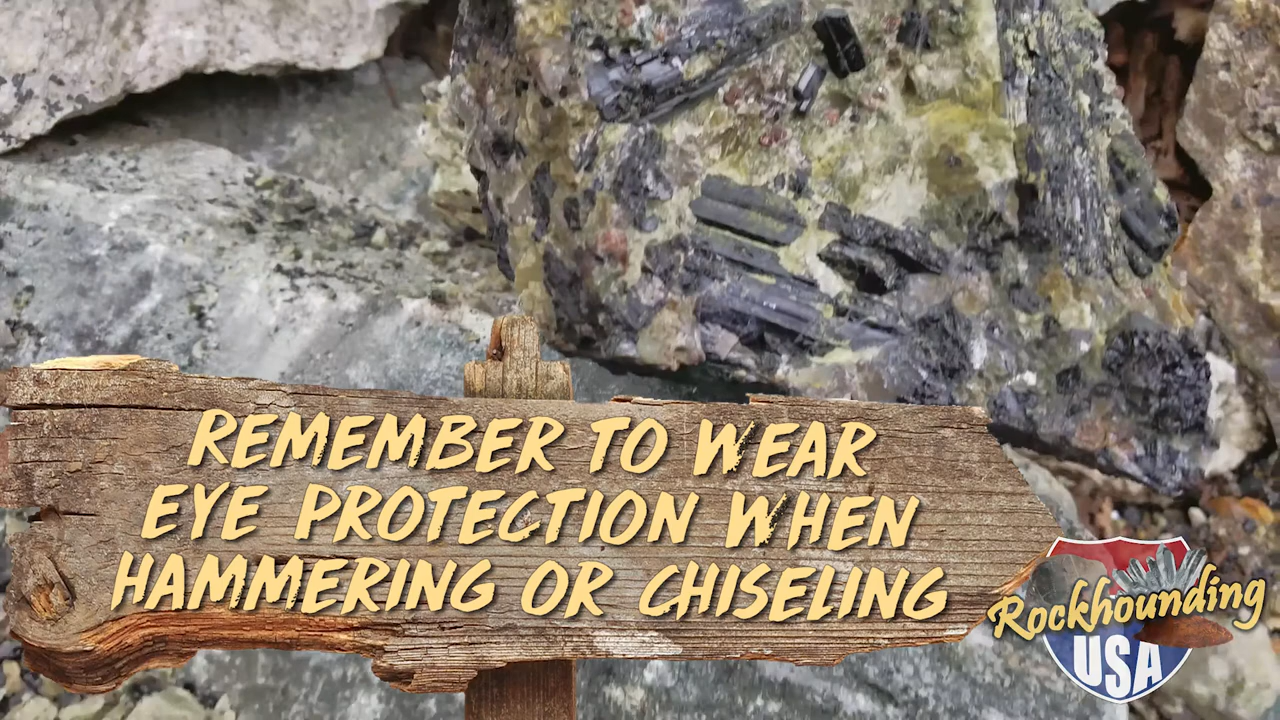 REMEMBER TO WEAR
EYE PROTECTION WHEN
HAMMERING OR CHISELING
Rockhounding
USA